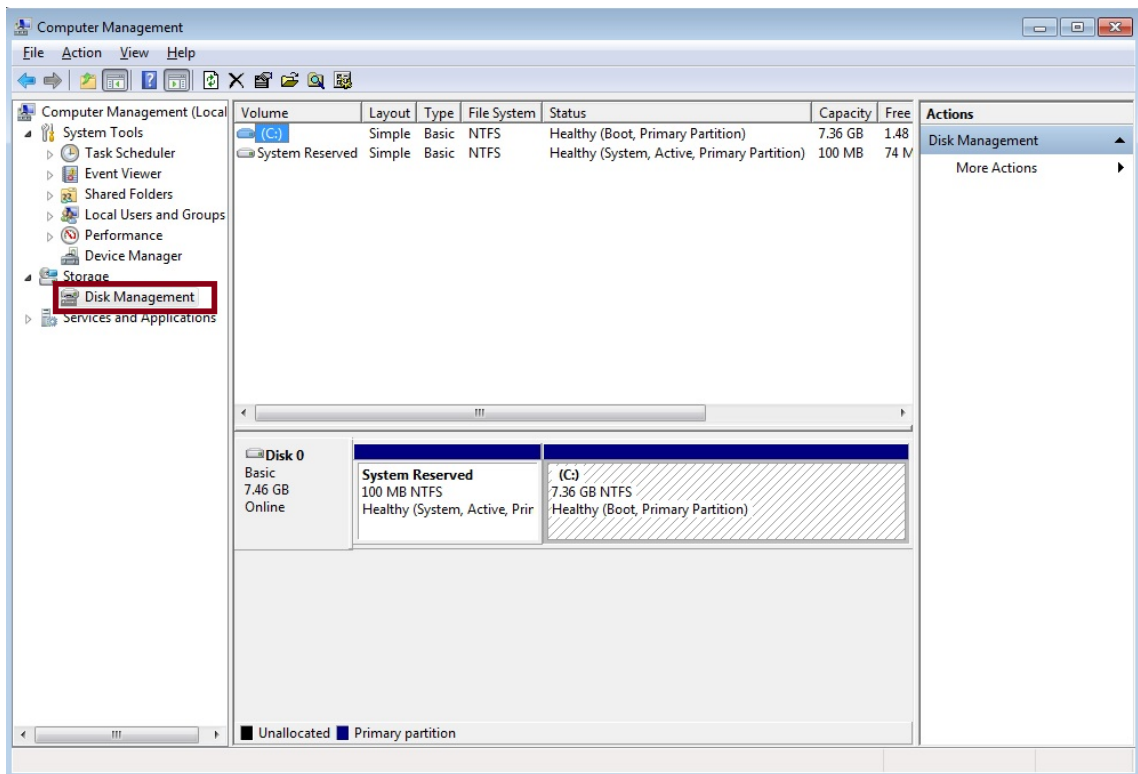 Computer Management
File Action View Help
Computer Management (Local
System Tools
Task Scheduler
Event Viewer
Shared Folders
Local Users and Groups
Performance
Device Manager
Storage
Disk Management
Services and Applications
Volume Layout Type File System Status Capacity Free
(C:) Simple Basic NTFS Healthy (Boot, Primary Partition) 7.36 GB 1.48
System Reserved Simple Basic NTFS Healthy (System, Active, Primary Partition) 100 MB 74 M
Disk 0
Basic
7.46 GB
Online
System Reserved
100 MB NTFS
Healthy (System, Active, Prir
(C:)
7.36 GB NTFS
Healthy (Boot, Primary Partition)
Unallocated Primary partition
Actions
Disk Management
More Actions